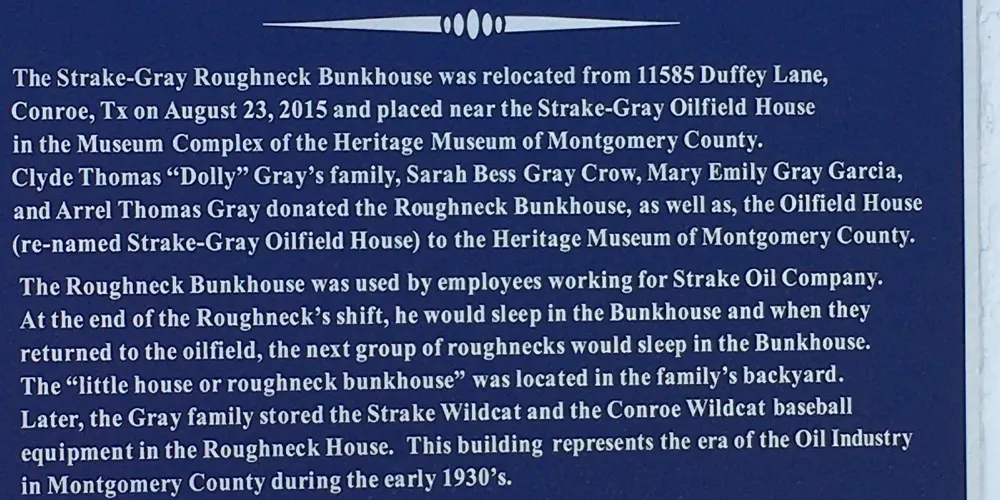 The Strake-Gray Roughneck Bunkhouse was relocated from 11585 Duffey Lane,
Conroe, Tx on August 23, 2015 and placed near the Strake-Gray Oilfield House
in the Museum Complex of the Heritage Museum of Montgomery County.
Clyde Thomas “Dolly” Gray’s family, Sarah Bess Gray Crow, Mary Emily Gray Garcia,
and Arrel Thomas Gray donated the Roughneck Bunkhouse, as well as, the Oilfield House
(re-named Strake-Gray Oilfield House) to the Heritage Museum of Montgomery County.
The Roughneck Bunkhouse was used by employees working for Strake Oil Company.
At the end of the Roughneck’s shift, he would sleep in the Bunkhouse and when they
returned to the oilfield, the next group of roughnecks would sleep in the Bunkhouse.
The “little house or roughneck bunkhouse” was located in the family’s backyard.
Later, the Gray family stored the Strake Wildcat and the Conroe Wildcat baseball
equipment in the Roughneck House. This building represents the era of the Oil Industry
in Montgomery County during the early 1930’s.